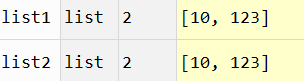 list1 list 2 [10, 123]
list2 list 2 [10, 123]